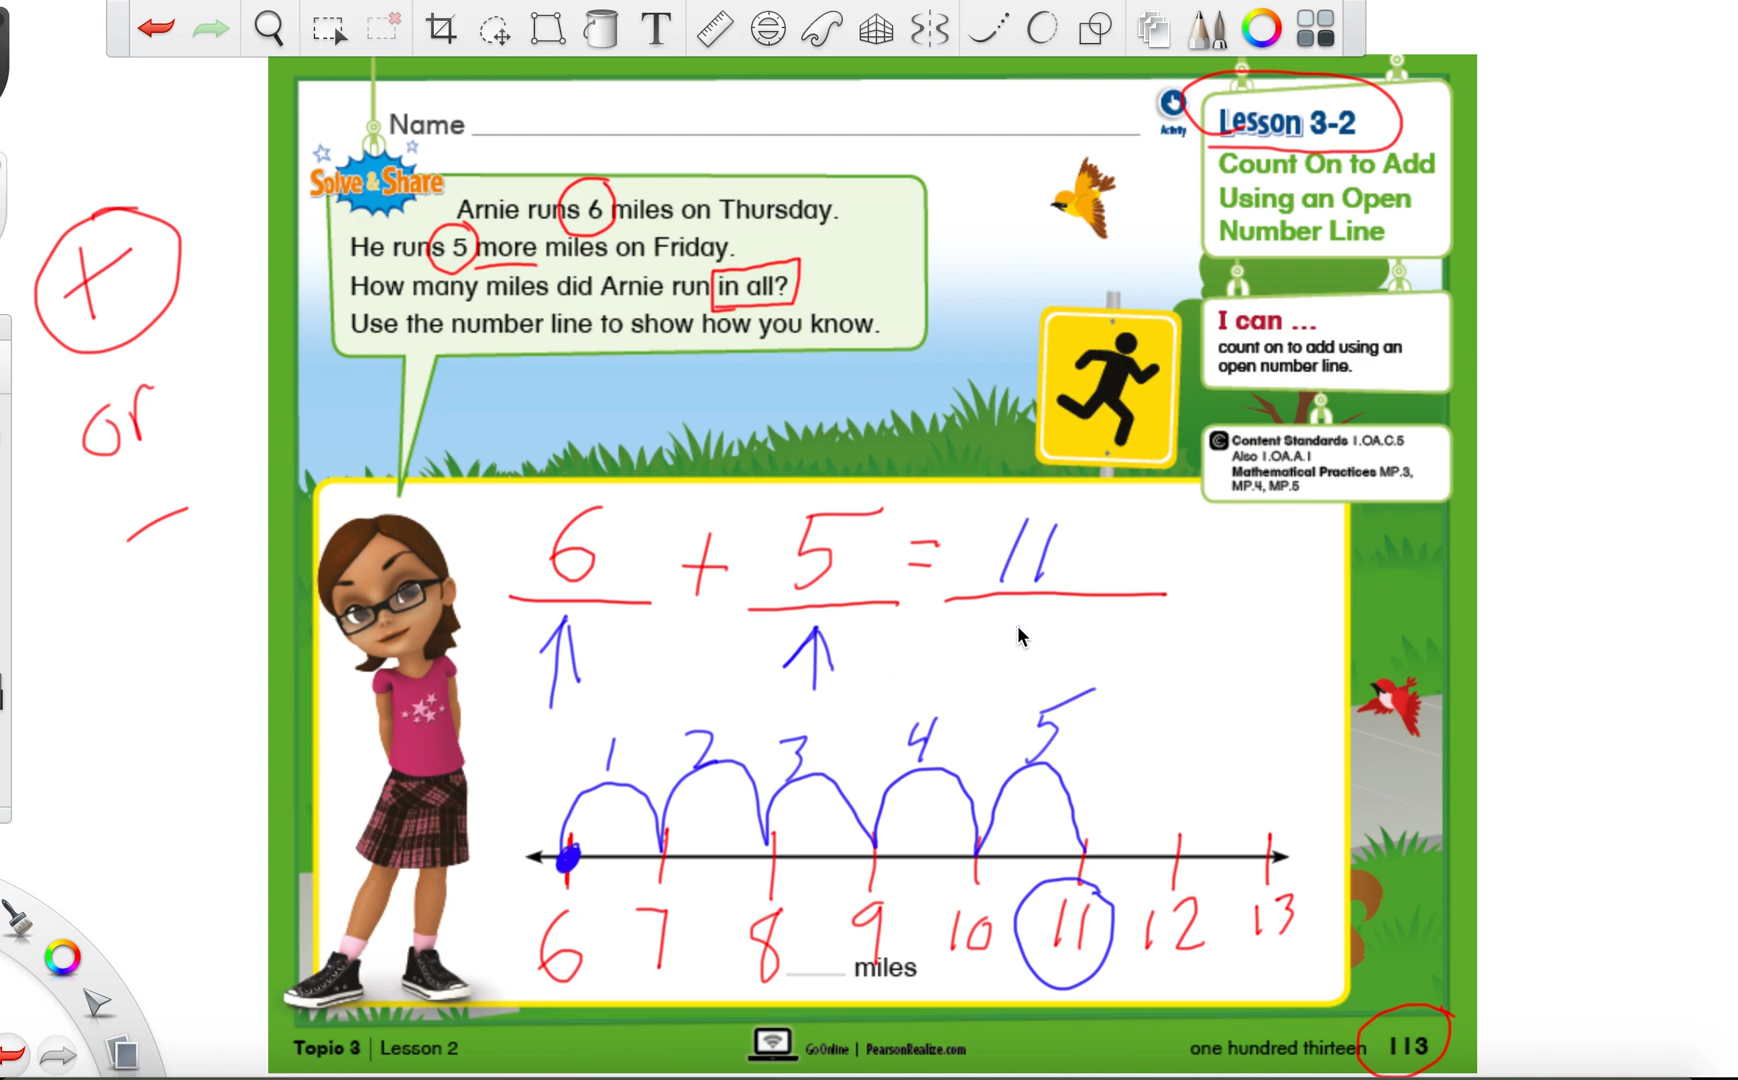 Name
Activity
Lesson 3-2
Count On to Add
Using an Open
Number Line
Solve & Share
Arnie runs 6 miles on Thursday.
He runs 5 more miles on Friday.
How many miles did Arnie run in all?
Use the number line to show how you know.
I can ...
count on to add using an
open number line.
Content Standards 1.OA.C.5
Also 1.OA.A.1
Mathematical Practices MP.3,
MP.4, MP.5
+
or
−
6 + 5 = 11
1 2 3 4 5
6 7 8 9 10 11 12 13
miles
Topic 3 | Lesson 2
Go Online | PearsonRealize.com
one hundred thirteen 113